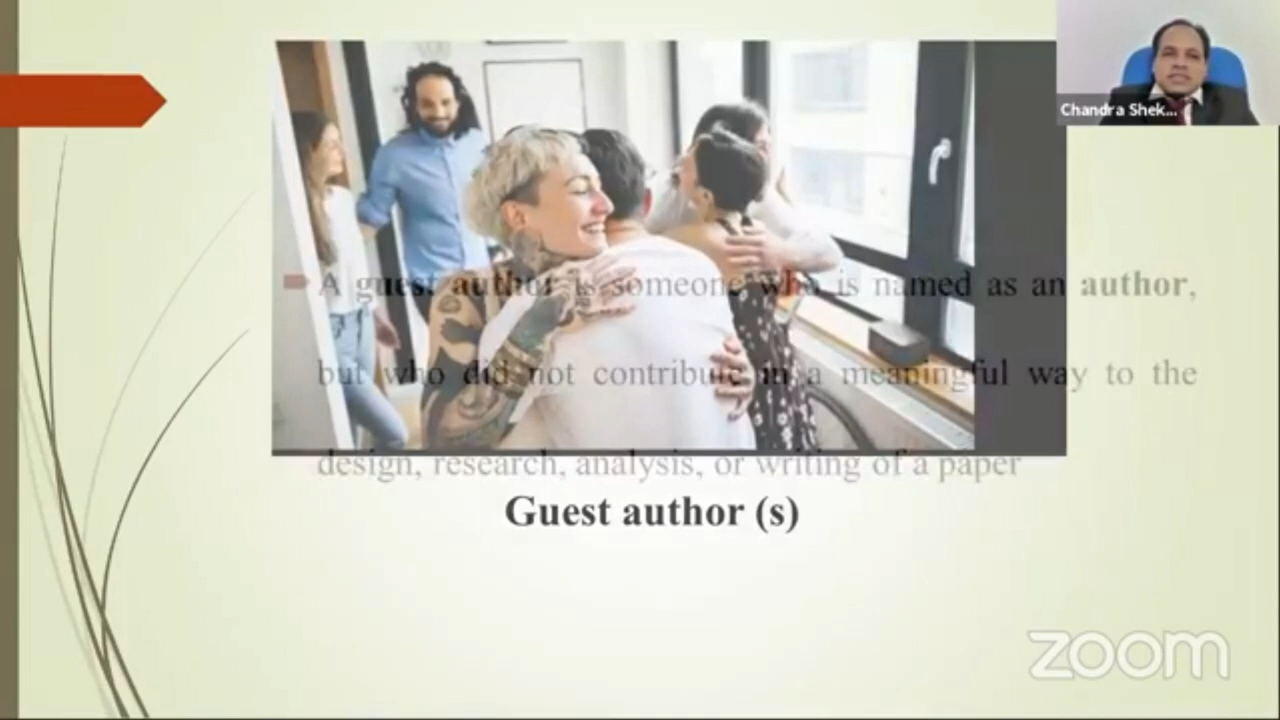 Chandra Shek...
A guest author is someone who is named as an author,
but who did not contribute in a meaningful way to the
design, research, analysis, or writing of a paper
Guest author (s)
zoom